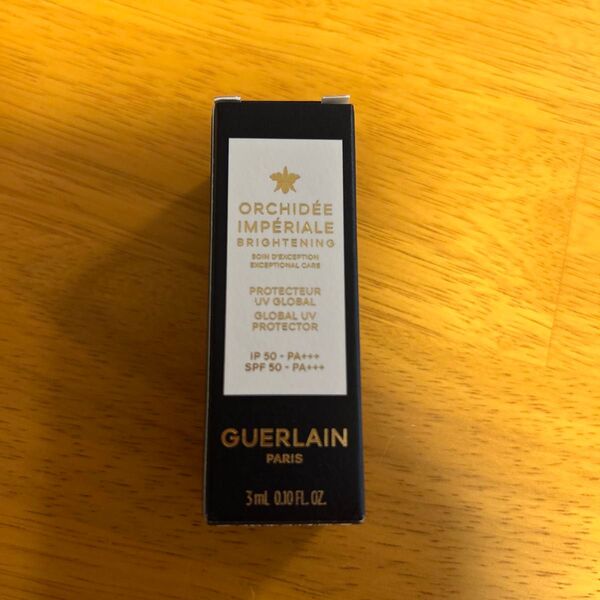 ORCHIDÉE
IMPÉRIALE
BRIGHTENING
SOIN D'EXCEPTION
EXCEPTIONAL CARE
PROTECTEUR
UV GLOBAL
GLOBAL UV
PROTECTOR
IP 50 - PA+++
SPF 50 - PA+++
GUERLAIN
PARIS
3 mL 0.10 FL. OZ.